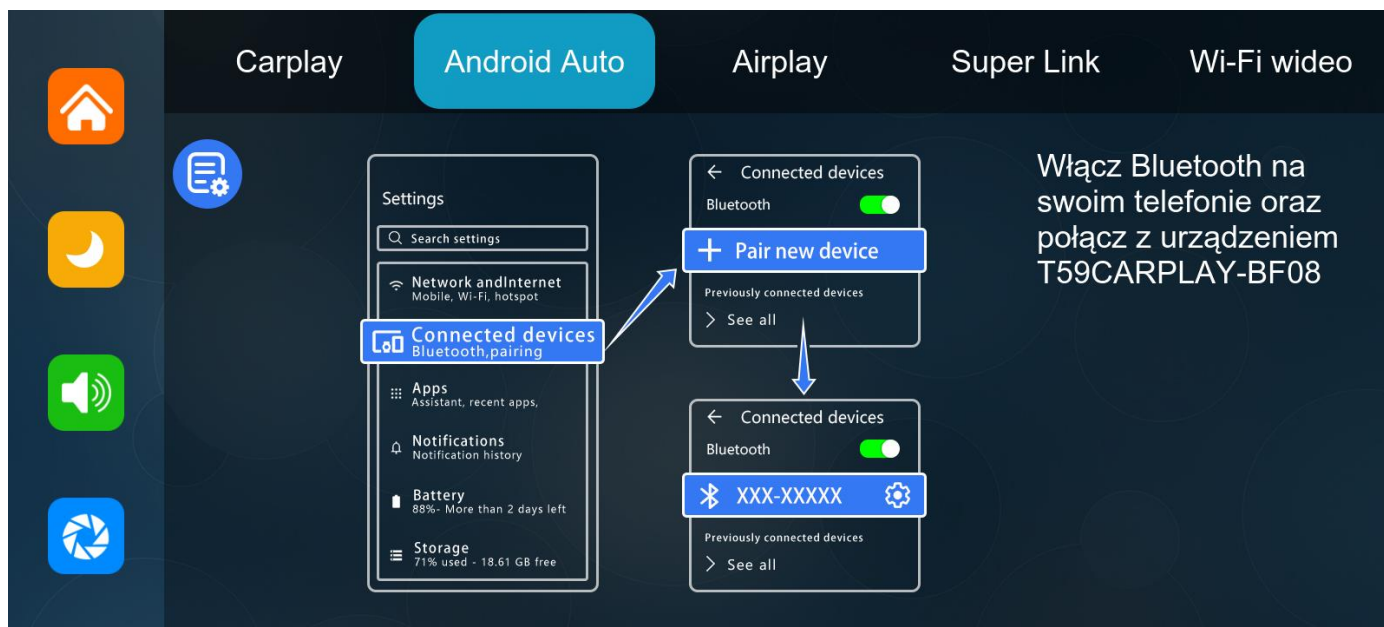 Carplay
Android Auto
Airplay
Super Link
Wi-Fi wideo
Settings
Search settings
Network andInternet
Mobile, Wi-Fi, hotspot
Connected devices
Bluetooth,pairing
Apps
Assistant, recent apps,
Notifications
Notification history
Battery
88%- More than 2 days left
Storage
71% used - 18.61 GB free
Connected devices
Bluetooth
Pair new device
Previously connected devices
See all
Connected devices
Bluetooth
XXX-XXXXX
Previously connected devices
See all
Włącz Bluetooth na
swoim telefonie oraz
połącz z urządzeniem
T59CARPLAY-BF08